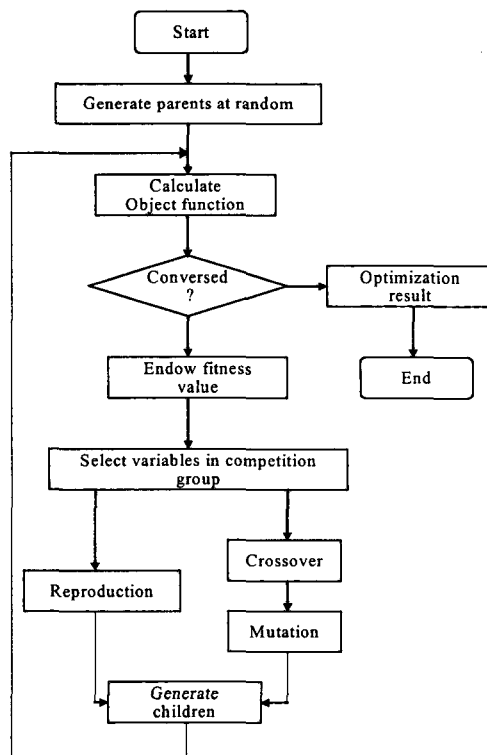 Start
Generate parents at random
Calculate
Object function
Conversed
?
Optimization
result
Endow fitness
value
End
Select variables in competition
group
Crossover
Reproduction
Mutation
Generate
children